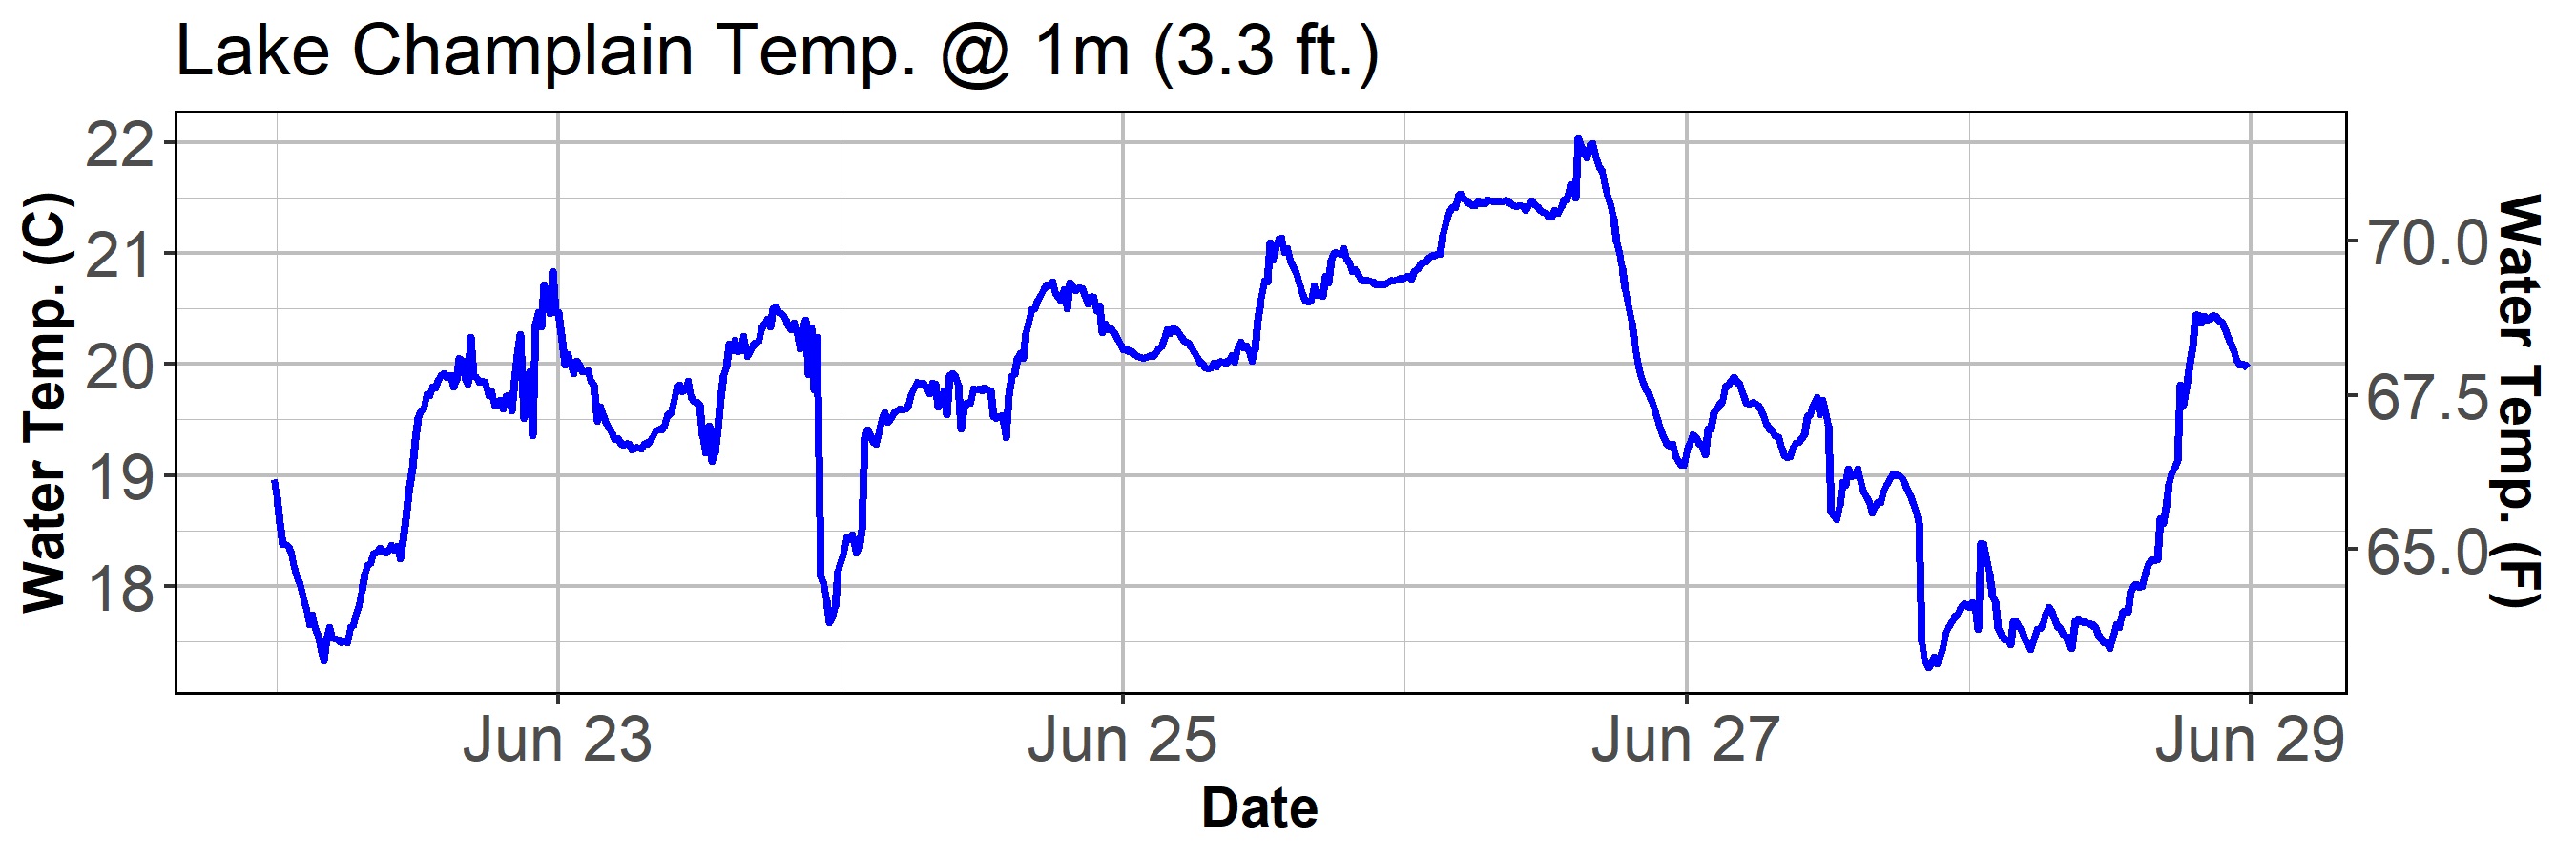 Lake Champlain Temp. @ 1m (3.3 ft.)
Water Temp. (C)
22
21
20
19
18
70.0
67.5
65.0
Water Temp. (F)
Jun 23
Jun 25
Jun 27
Jun 29
Date